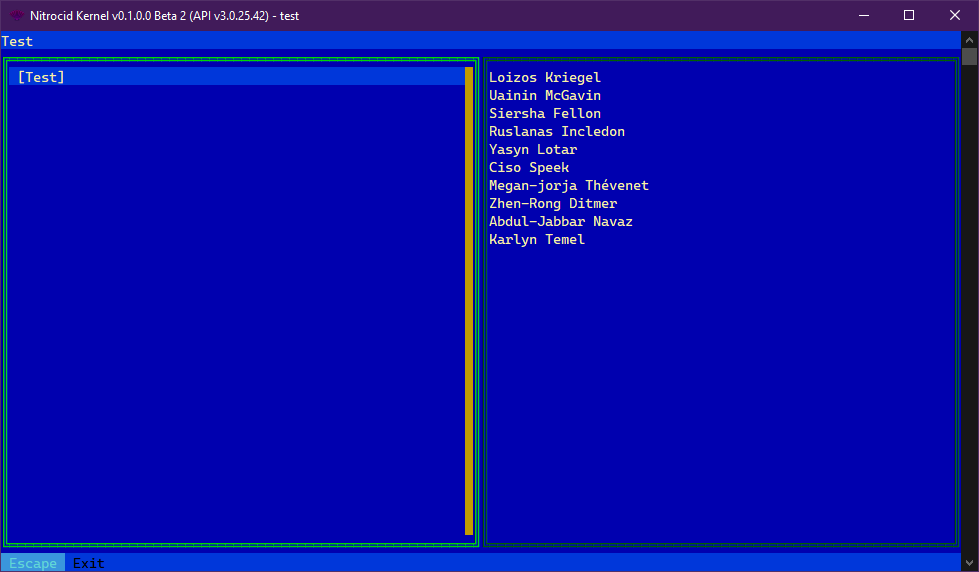 Nitrocid Kernel v0.1.0.0 Beta 2 (API v3.0.25.42) - test
Test
[Test]
Loizos Kriegel
Uainin McGavin
Siersha Fellon
Ruslanas Incledon
Yasyn Lotar
Ciso Speek
Megan-jorja Thévenet
Zhen-Rong Ditmer
Abdul-Jabbar Navaz
Karlyn Temel
Escape Exit